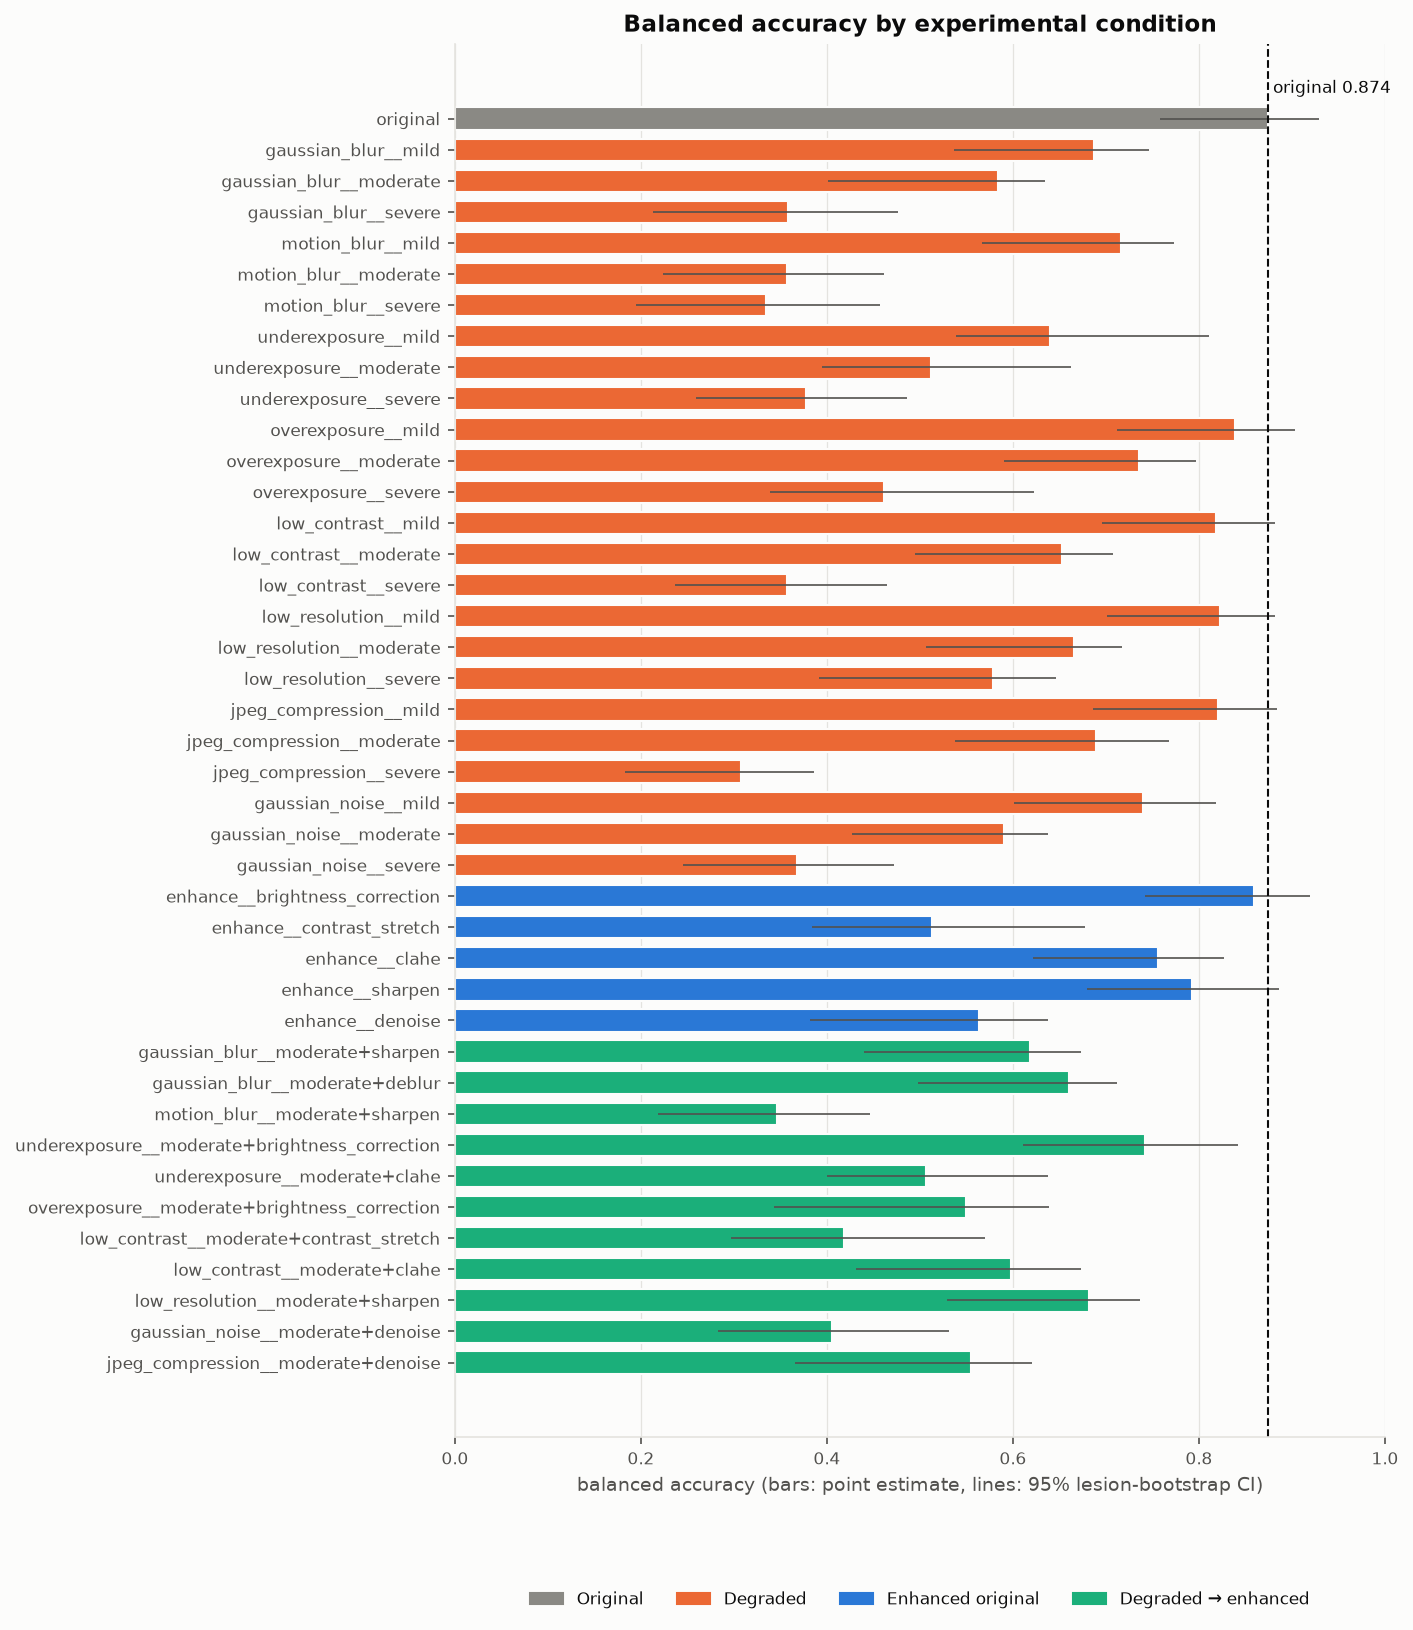 Balanced accuracy by experimental condition
original 0.874
original
gaussian_blur__mild
gaussian_blur__moderate
gaussian_blur__severe
motion_blur__mild
motion_blur__moderate
motion_blur__severe
underexposure__mild
underexposure__moderate
underexposure__severe
overexposure__mild
overexposure__moderate
overexposure__severe
low_contrast__mild
low_contrast__moderate
low_contrast__severe
low_resolution__mild
low_resolution__moderate
low_resolution__severe
jpeg_compression__mild
jpeg_compression__moderate
jpeg_compression__severe
gaussian_noise__mild
gaussian_noise__moderate
gaussian_noise__severe
enhance__brightness_correction
enhance__contrast_stretch
enhance__clahe
enhance__sharpen
enhance__denoise
gaussian_blur__moderate+sharpen
gaussian_blur__moderate+deblur
motion_blur__moderate+sharpen
underexposure__moderate+brightness_correction
underexposure__moderate+clahe
overexposure__moderate+brightness_correction
low_contrast__moderate+contrast_stretch
low_contrast__moderate+clahe
low_resolution__moderate+sharpen
gaussian_noise__moderate+denoise
jpeg_compression__moderate+denoise
0.0 0.2 0.4 0.6 0.8 1.0
balanced accuracy (bars: point estimate, lines: 95% lesion-bootstrap CI)
Original Degraded Enhanced original Degraded → enhanced